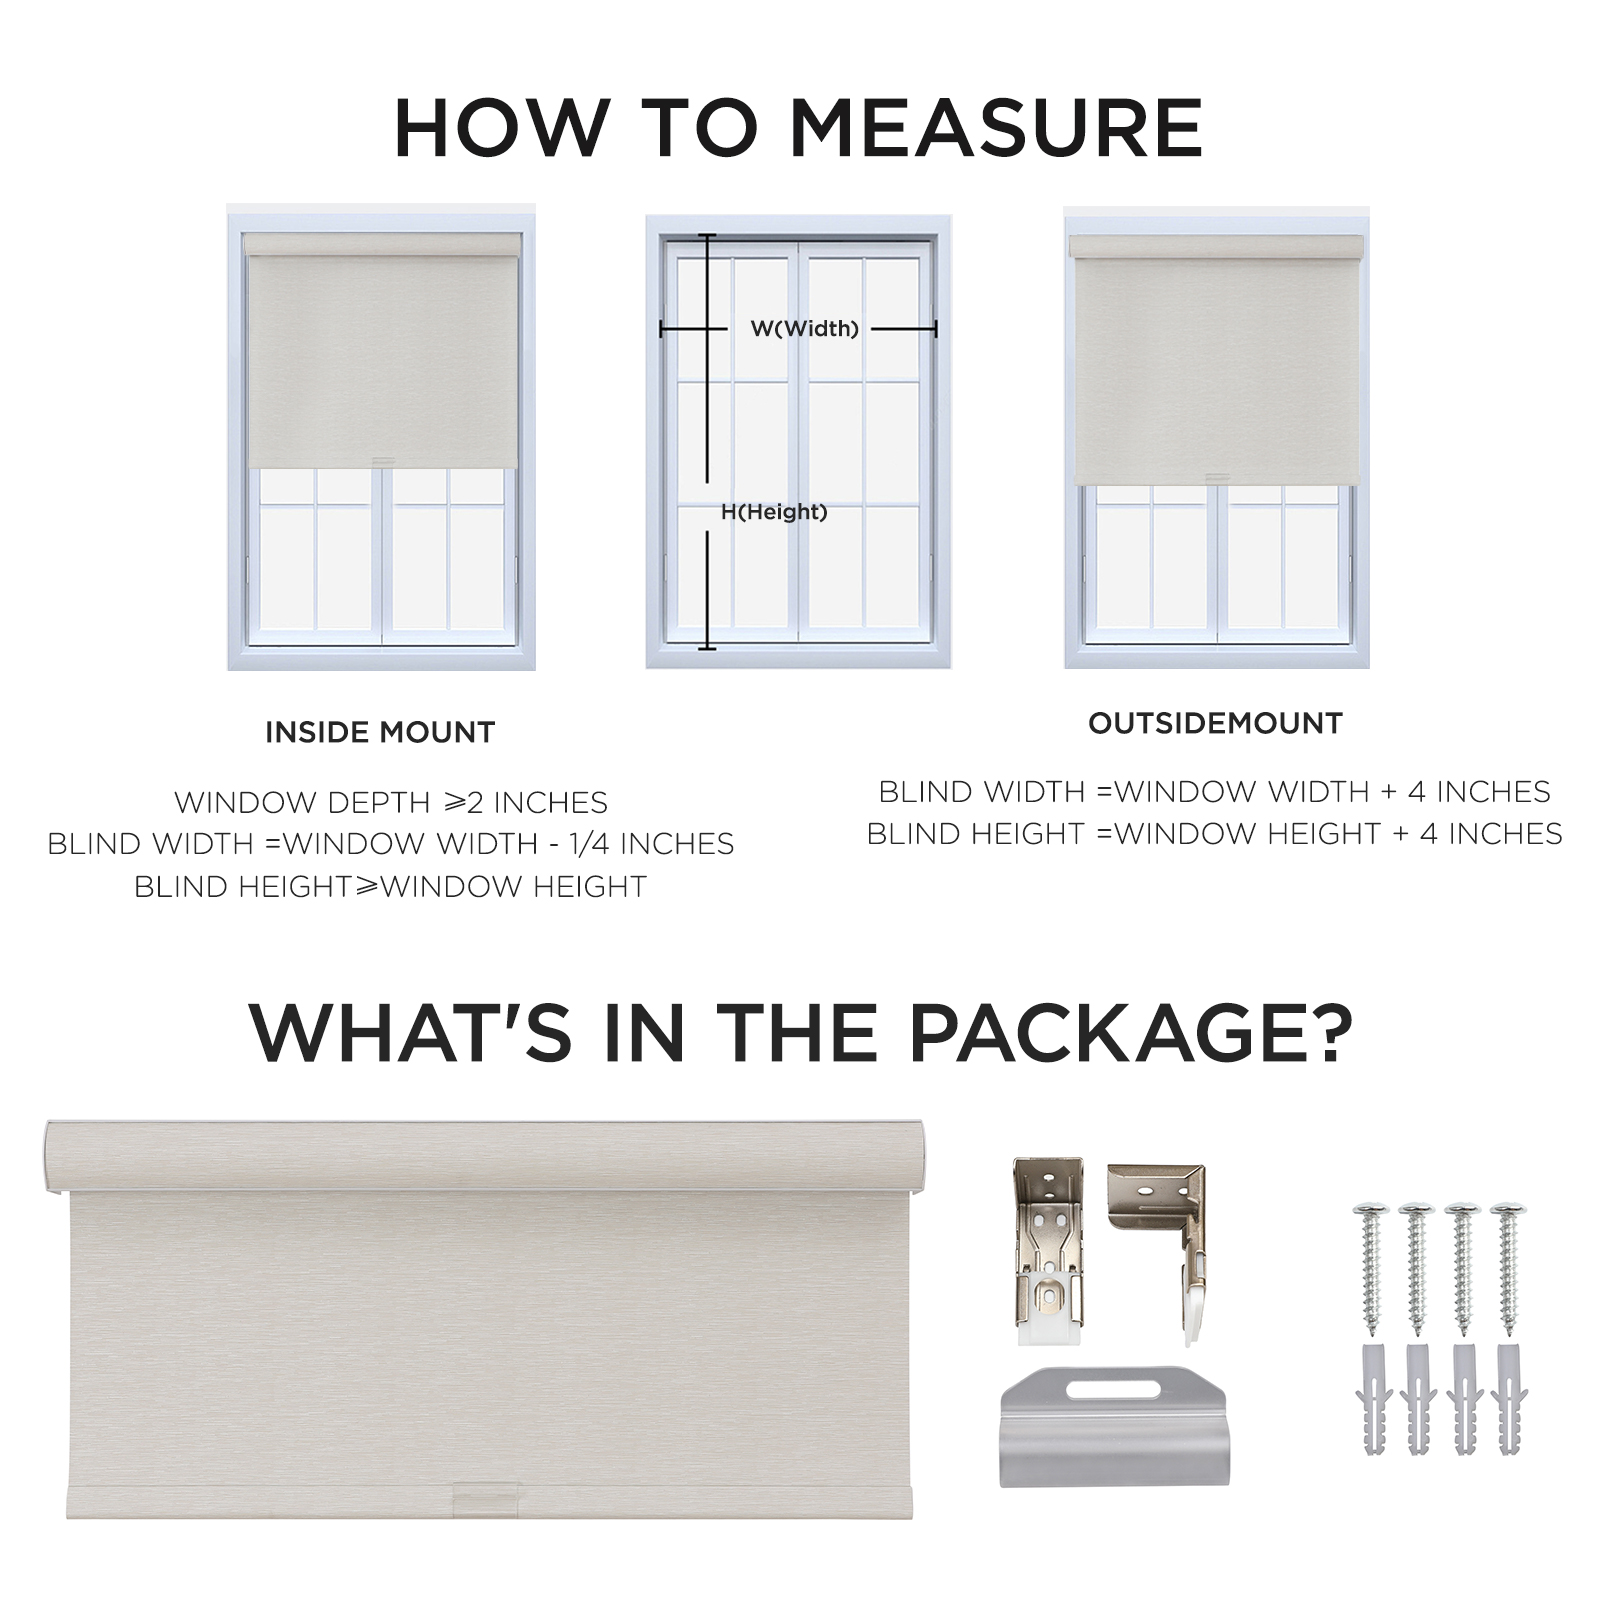 HOW TO MEASURE
W(Width)
H(Height)
INSIDE MOUNT
WINDOW DEPTH ⩾2 INCHES
BLIND WIDTH =WINDOW WIDTH - 1/4 INCHES
BLIND HEIGHT⩾WINDOW HEIGHT
OUTSIDEMOUNT
BLIND WIDTH =WINDOW WIDTH + 4 INCHES
BLIND HEIGHT =WINDOW HEIGHT + 4 INCHES
WHAT'S IN THE PACKAGE?